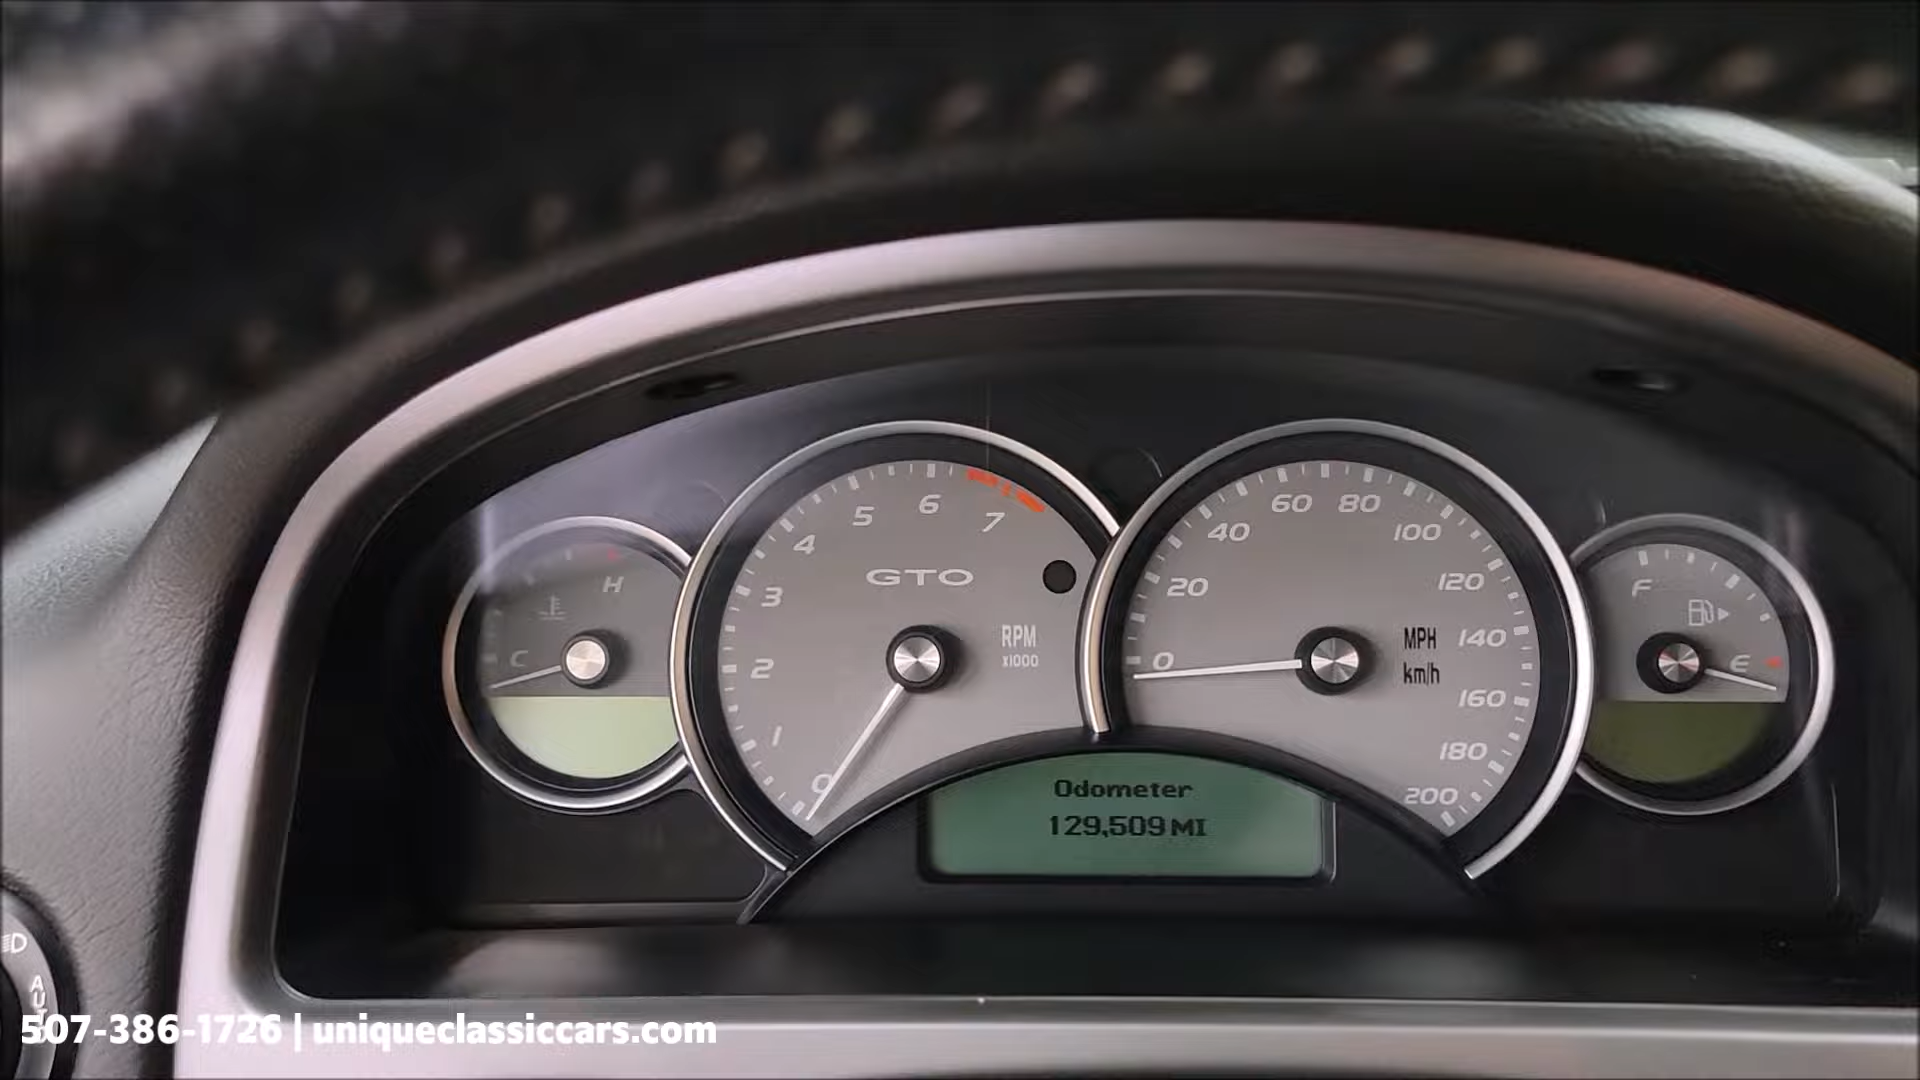 H
C
GTO
RPM
x1000
0
1
2
3
4
5
6
7
0
20
40
60
80
100
120
140
160
180
200
MPH
km/h
F
E
Odometer
129,509 MI
AUT
507-386-1726 | uniqueclassiccars.com